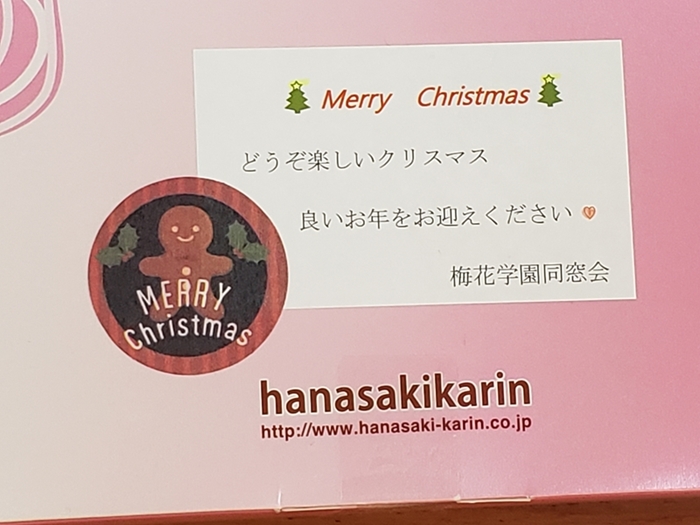 Merry Christmas
どうぞ楽しいクリスマス
良いお年をお迎えください
梅花学園同窓会
MERRY
Christmas
hanasakikarin
http://www.hanasaki-karin.co.jp